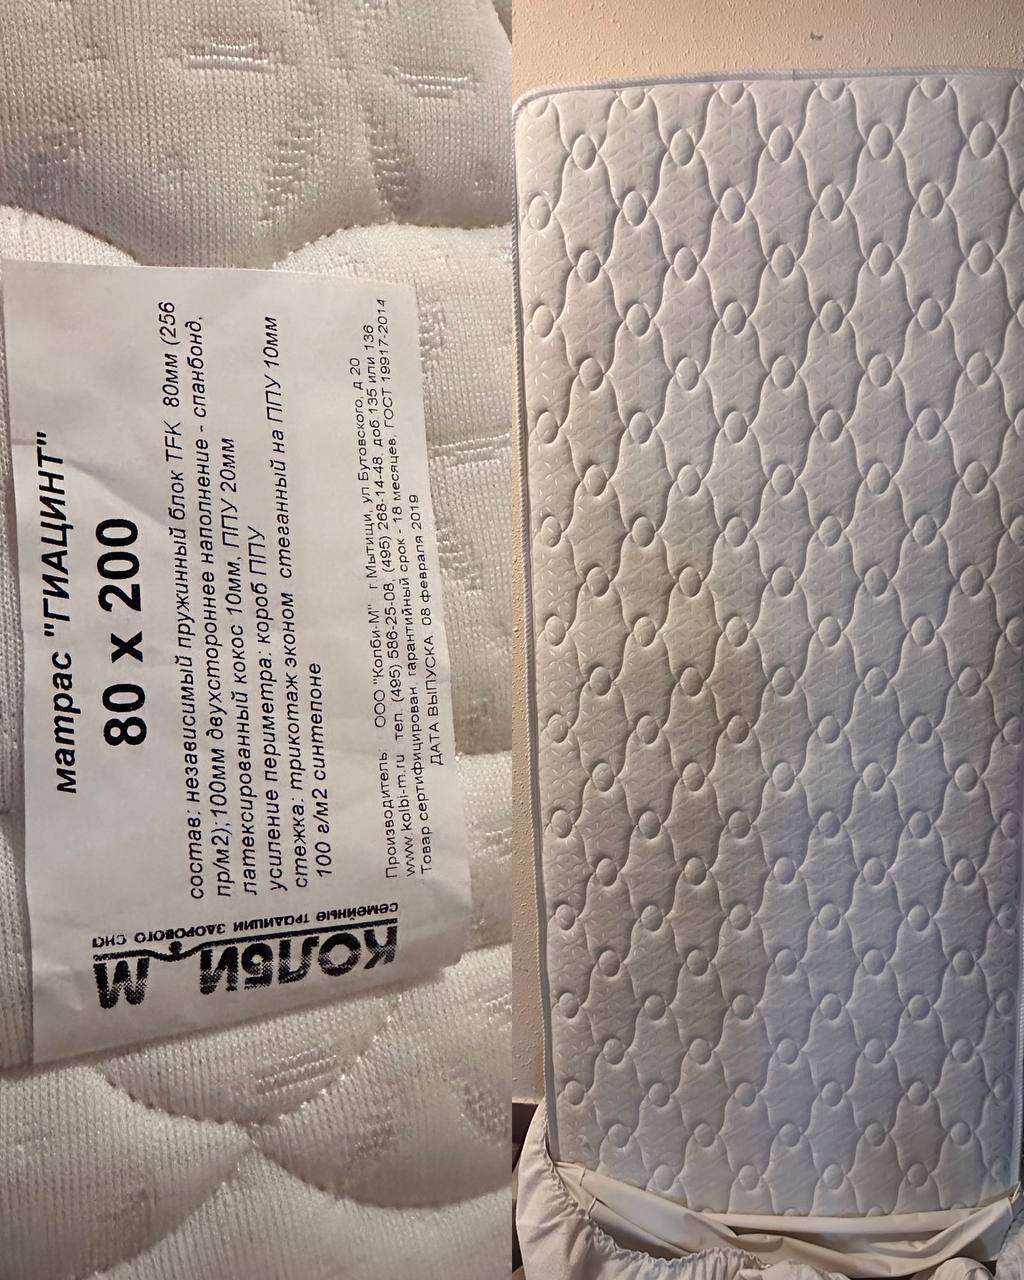 матрас "ГИАЦИНТ"
80 х 200
состав: независимый пружинный блок TFK 80мм (256
пр/м2); 100мм двухстороннее наполнение - спанбонд,
латексированный кокос 10мм, ППУ 20мм
усиление периметра: короб ППУ
стежка: трикотаж эконом стеганный на ППУ 10мм
100 г/м2 синтепоне
Производитель ООО "Колби-М" г Мытищи, ул Бутовского, д 20
www.kolbi-m.ru тел. (495) 586-25-08, (495) 268-14-48 доб.135 или 136
Товар сертифицирован, гарантийный срок - 18 месяцев, ГОСТ 19917-2014
ДАТА ВЫПУСКА 08 февраля 2019
КОЛБИ М
СЕМЕЙНЫЕ ТРАДИЦИИ ЗДОРОВОГО СНА